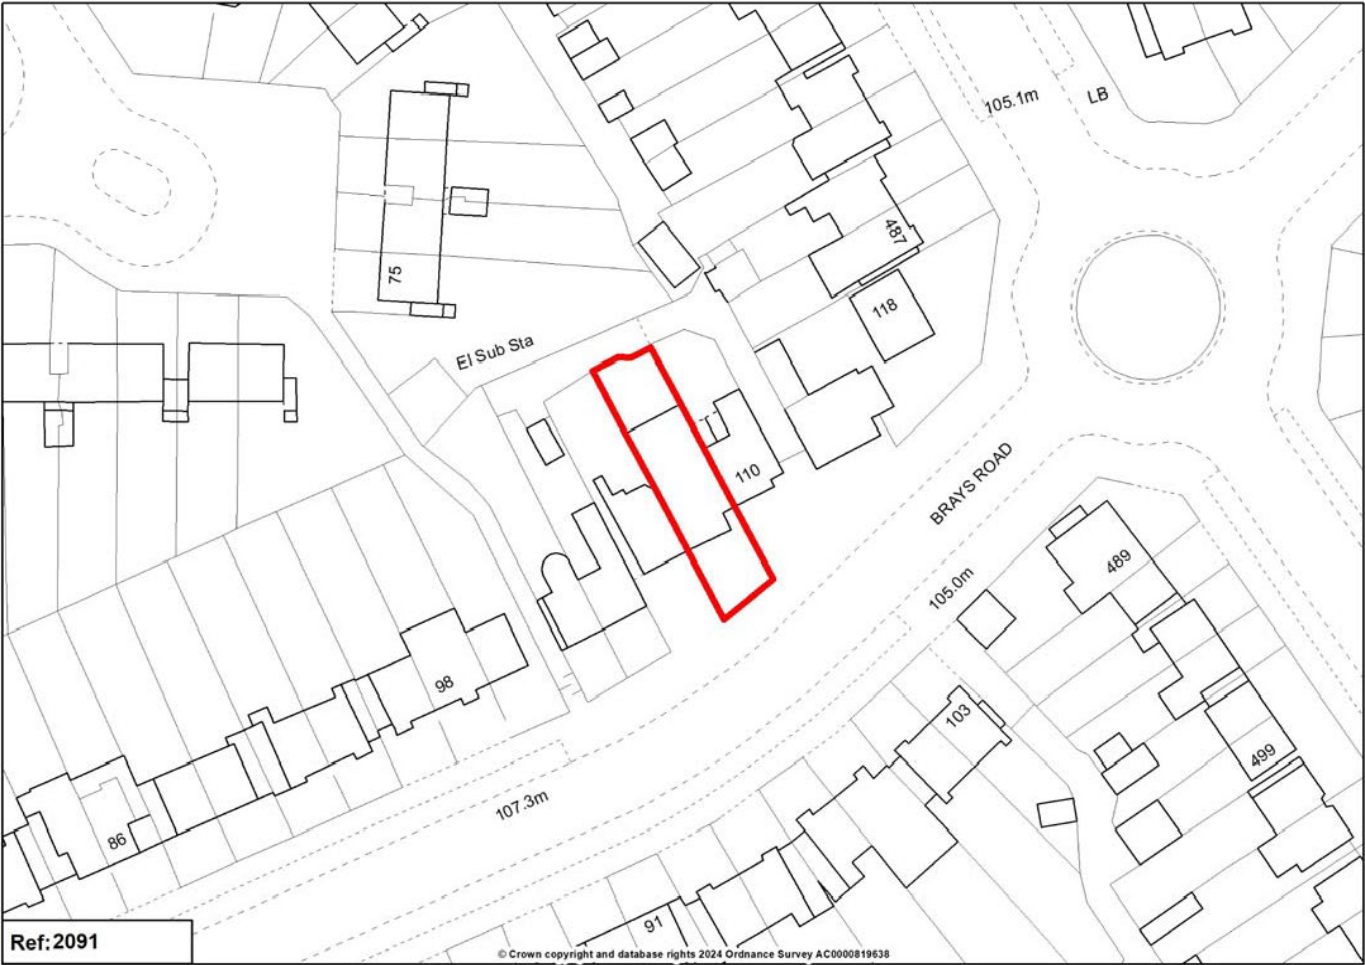 105.1m
LB
487
75
118
El Sub Sta
110
BRAYS ROAD
489
105.0m
98
103
499
107.3m
86
91
Ref:2091
© Crown copyright and database rights 2024 Ordnance Survey AC0000819638